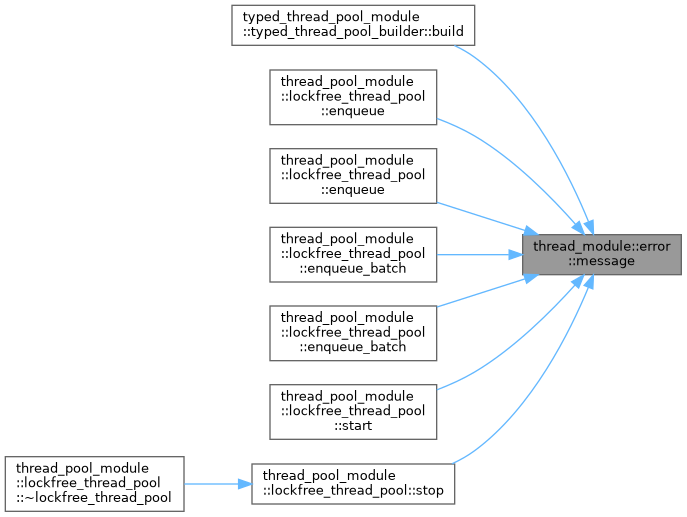 typed_thread_pool_module
::typed_thread_pool_builder::build
thread_pool_module
::lockfree_thread_pool
::enqueue
thread_pool_module
::lockfree_thread_pool
::enqueue
thread_module::error
::message
thread_pool_module
::lockfree_thread_pool
::enqueue_batch
thread_pool_module
::lockfree_thread_pool
::enqueue_batch
thread_pool_module
::lockfree_thread_pool
::start
thread_pool_module
::lockfree_thread_pool
::~lockfree_thread_pool
thread_pool_module
::lockfree_thread_pool::stop